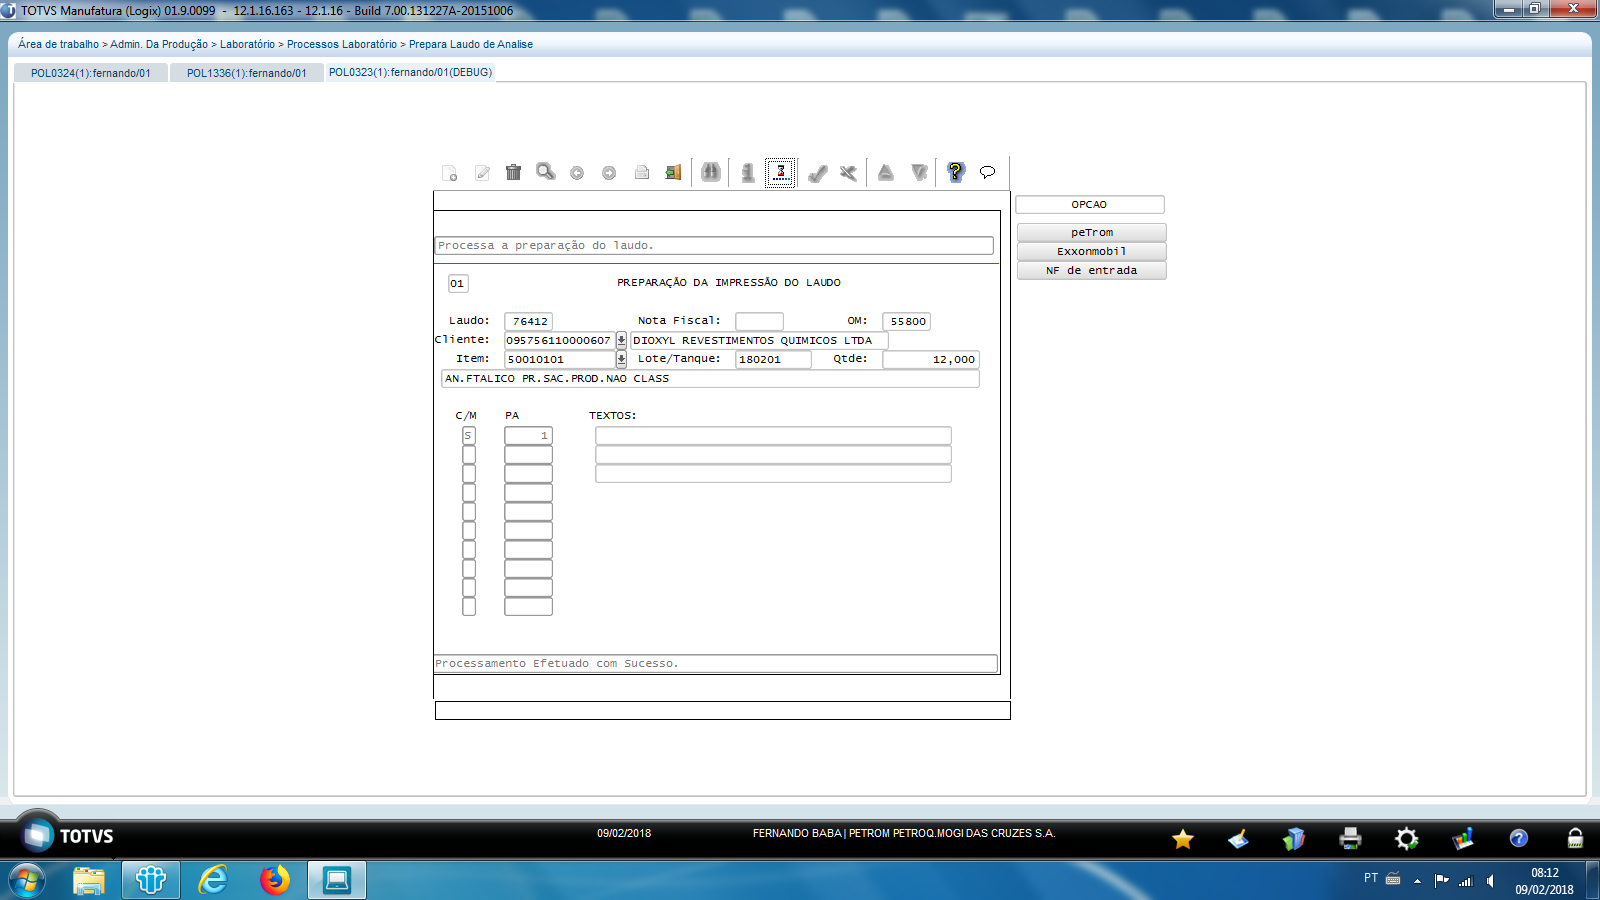 TOTVS Manufatura (Logix) 01.9.0099 - 12.1.16.163 - 12.1.16 - Build 7.00.131227A-20151006
Área de trabalho > Admin. Da Produção > Laboratório > Processos Laboratório > Prepara Laudo de Analise
POL0324(1):fernando/01 POL1336(1):fernando/01 POL0323(1):fernando/01(DEBUG)
OPCAO
peTrom
Exxonmobil
NF de entrada
Processa a preparação do laudo.
01 PREPARAÇÃO DA IMPRESSÃO DO LAUDO
Laudo: 76412 Nota Fiscal: OM: 55800
Cliente: 095756110000607 DIOXYL REVESTIMENTOS QUIMICOS LTDA
Item: 50010101 Lote/Tanque: 180201 Qtde: 12,000
AN.FTALICO PR.SAC.PROD.NAO CLASS
C/M PA TEXTOS:
S 1
Processamento Efetuado com Sucesso.
TOTVS 09/02/2018 FERNANDO BABA | PETROM PETROQ.MOGI DAS CRUZES S.A.
PT 08:12
09/02/2018